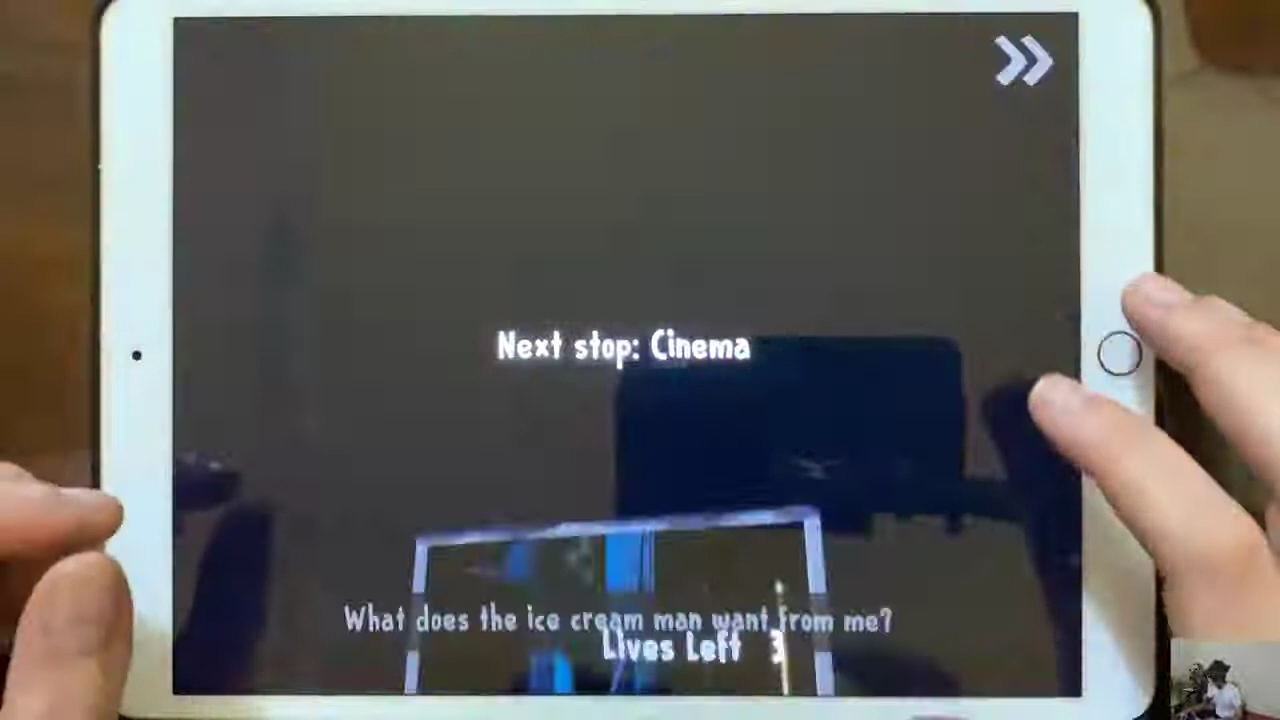 Next stop: Cinema
What does the ice cream man want from me?
Lives Left 3